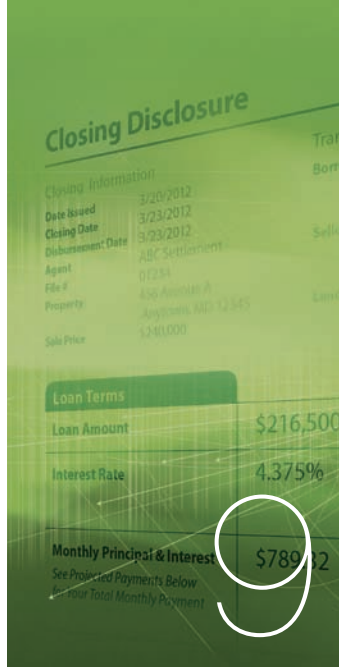 Closing Disclosure
Closing Information
Date Issued 3/20/2012
Closing Date 3/23/2012
Disbursement Date 3/23/2012
Agent ABC Settlement
File # 01234
Property 456 Avenue A
Anytown, MD 12345
Sale Price $240,000
Loan Terms
Loan Amount $216,500
Interest Rate 4.375%
Monthly Principal & Interest
See Projected Payments Below
for Your Total Monthly Payment
9